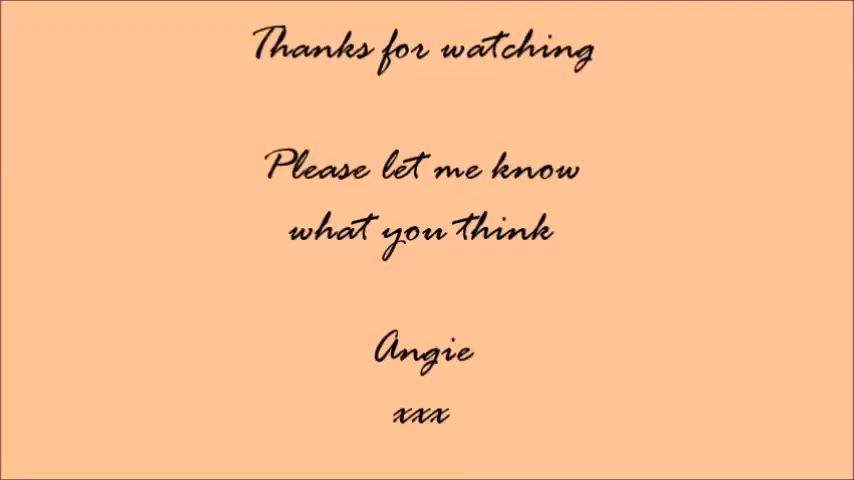 Thanks for watching
Please let me know
what you think
Angie
xxx